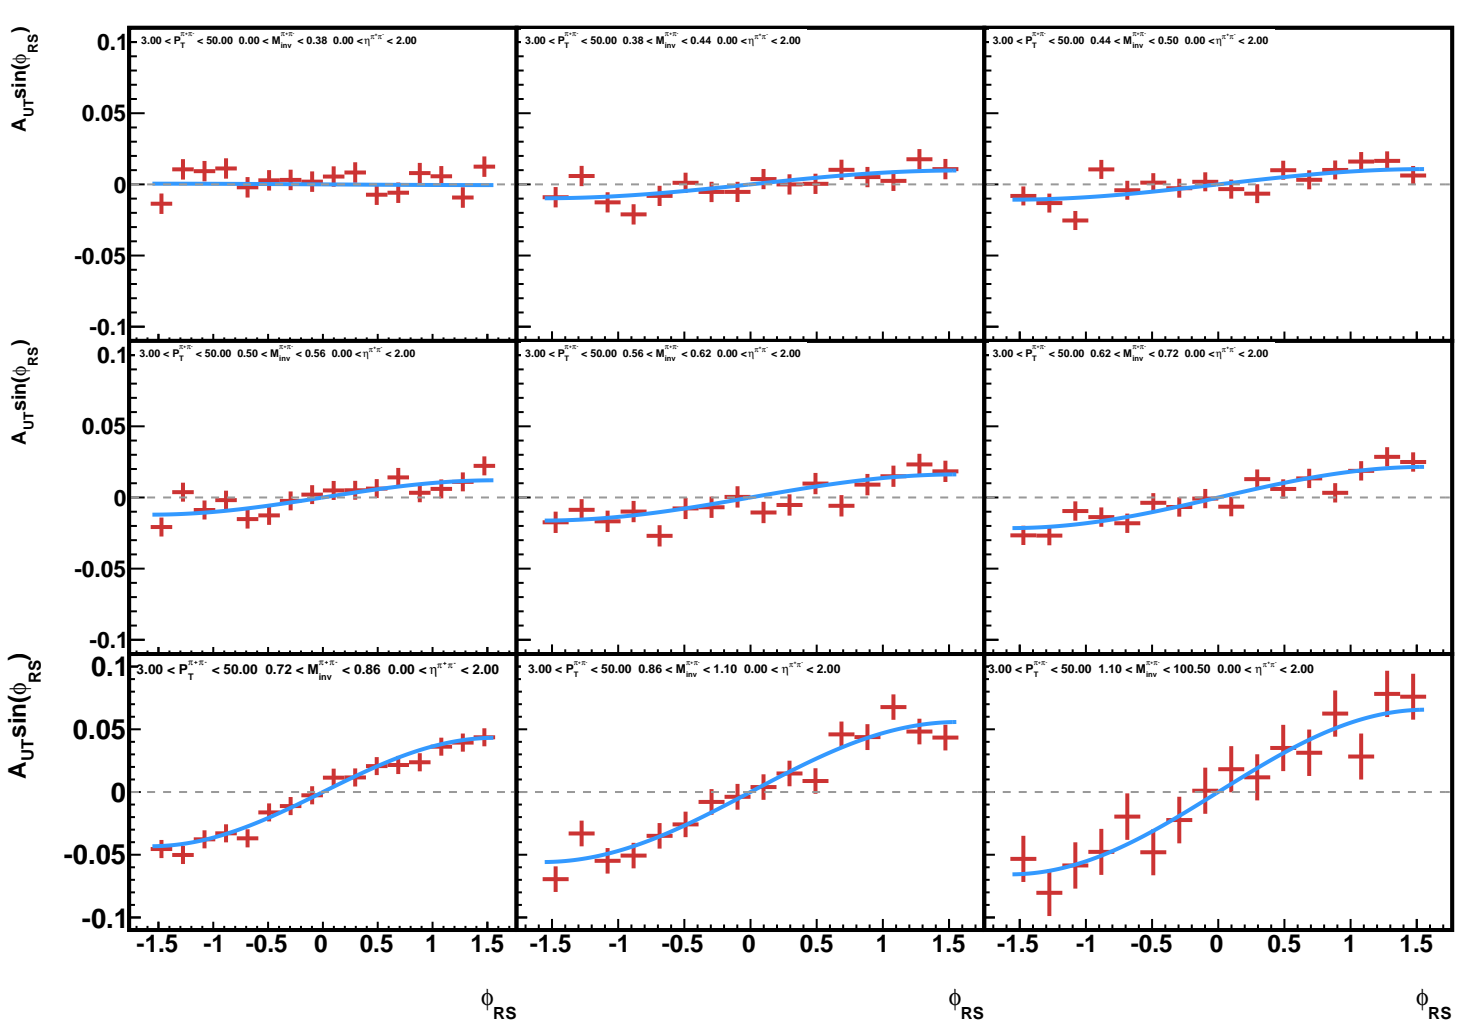 A_UT sin(ϕ_RS)
3.00 < P_T^{π+π-} < 50.00 0.00 < M_inv^{π+π-} < 0.38 0.00 < η^{π+π-} < 2.00
3.00 < P_T^{π+π-} < 50.00 0.38 < M_inv^{π+π-} < 0.44 0.00 < η^{π+π-} < 2.00
3.00 < P_T^{π+π-} < 50.00 0.44 < M_inv^{π+π-} < 0.50 0.00 < η^{π+π-} < 2.00
0.1
0.05
0
-0.05
-0.1
A_UT sin(ϕ_RS)
3.00 < P_T^{π+π-} < 50.00 0.50 < M_inv^{π+π-} < 0.56 0.00 < η^{π+π-} < 2.00
3.00 < P_T^{π+π-} < 50.00 0.56 < M_inv^{π+π-} < 0.62 0.00 < η^{π+π-} < 2.00
3.00 < P_T^{π+π-} < 50.00 0.62 < M_inv^{π+π-} < 0.72 0.00 < η^{π+π-} < 2.00
0.1
0.05
0
-0.05
-0.1
A_UT sin(ϕ_RS)
3.00 < P_T^{π+π-} < 50.00 0.72 < M_inv^{π+π-} < 0.86 0.00 < η^{π+π-} < 2.00
3.00 < P_T^{π+π-} < 50.00 0.86 < M_inv^{π+π-} < 1.10 0.00 < η^{π+π-} < 2.00
3.00 < P_T^{π+π-} < 50.00 1.10 < M_inv^{π+π-} < 100.50 0.00 < η^{π+π-} < 2.00
0.1
0.05
0
-0.05
-0.1
-1.5 -1 -0.5 0 0.5 1 1.5
-1.5 -1 -0.5 0 0.5 1 1.5
-1.5 -1 -0.5 0 0.5 1 1.5
ϕ_RS
ϕ_RS
ϕ_RS